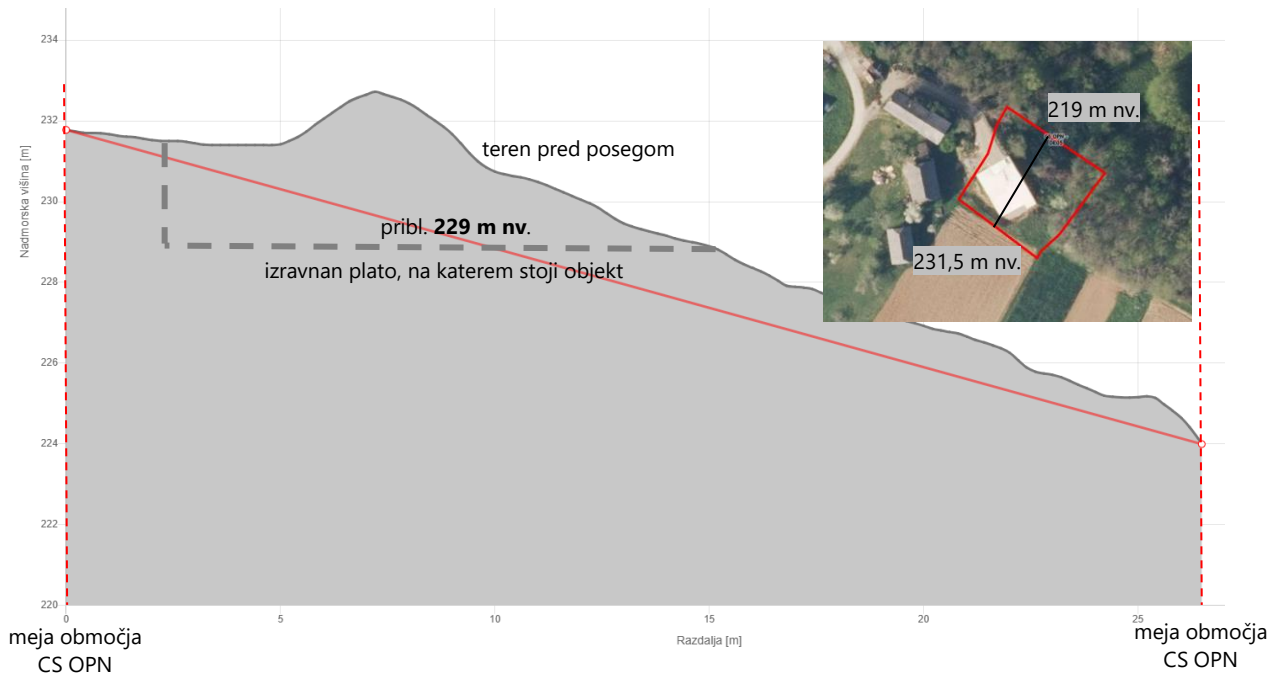 234
232
230
228
226
224
222
220
Nadmorska višina [m]
teren pred posegom
pribl. 229 m nv.
izravnan plato, na katerem stoji objekt
219 m nv.
231,5 m nv.
0
5
10
15
20
25
Razdalja [m]
meja območja
CS OPN
meja območja
CS OPN